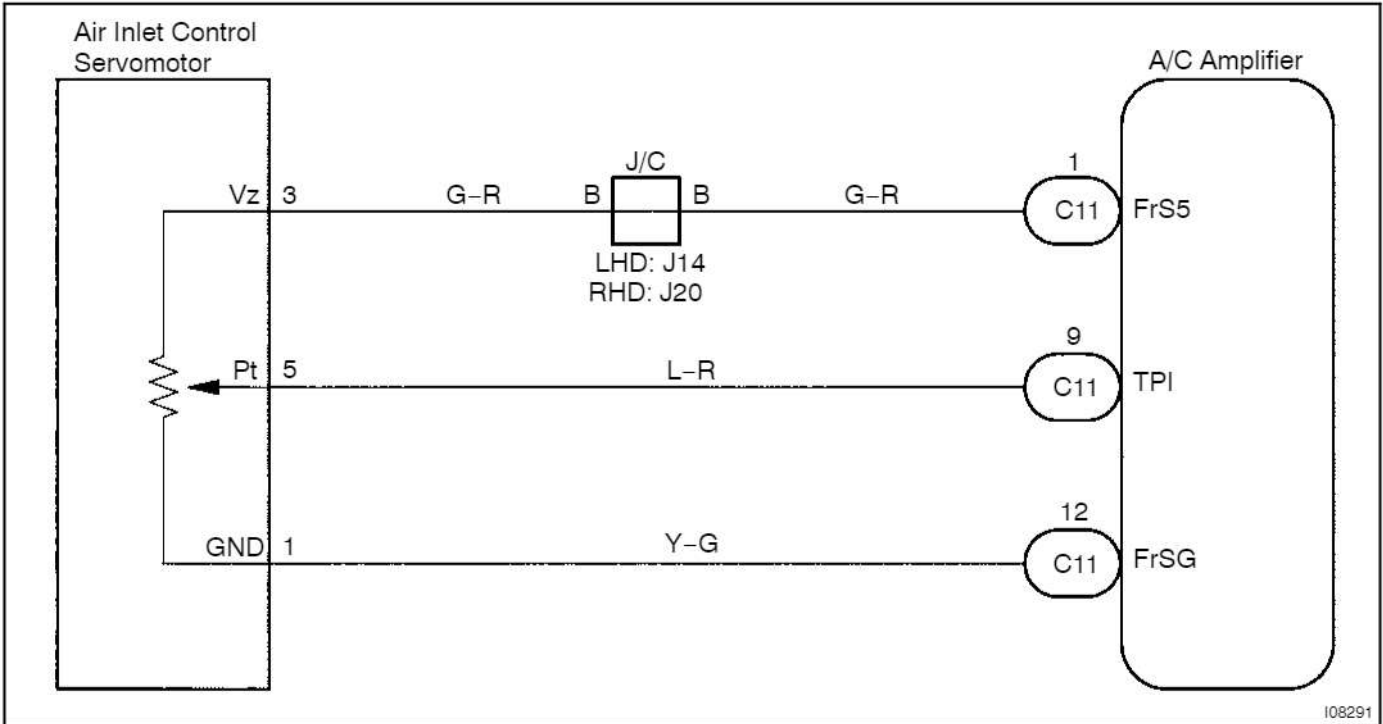 Air Inlet Control
Servomotor
A/C Amplifier
J/C
1
Vz 3 G–R B B G–R C11 FrS5
LHD: J14
RHD: J20
9
Pt 5 L–R C11 TPI
12
GND 1 Y–G C11 FrSG
I08291